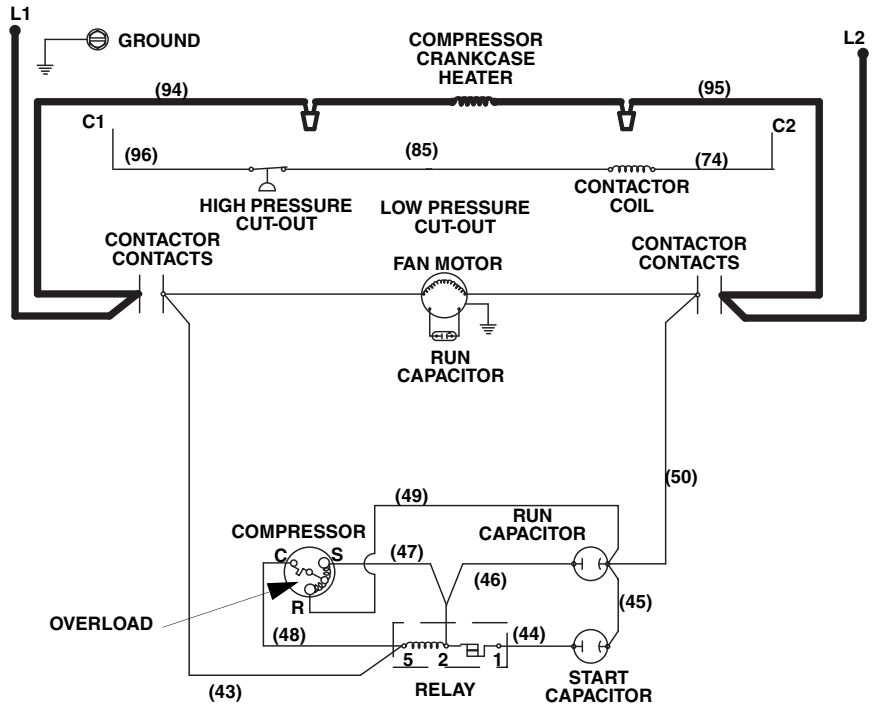 L1
GROUND
COMPRESSOR
CRANKCASE
HEATER
L2
(94)
(95)
C1
C2
(96)
(85)
(74)
HIGH PRESSURE
CUT-OUT
LOW PRESSURE
CUT-OUT
CONTACTOR
COIL
CONTACTOR
CONTACTS
CONTACTOR
CONTACTS
FAN MOTOR
RUN
CAPACITOR
(50)
(49)
RUN
CAPACITOR
COMPRESSOR
C
S
(47)
(46)
R
(45)
OVERLOAD
(48)
(44)
5
2
1
(43)
RELAY
START
CAPACITOR